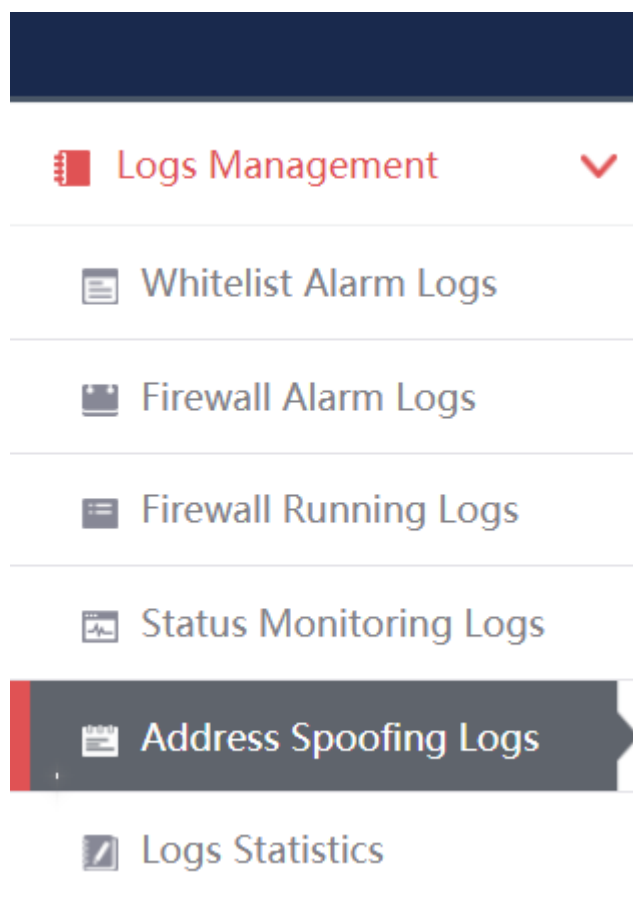 Logs Management
Whitelist Alarm Logs
Firewall Alarm Logs
Firewall Running Logs
Status Monitoring Logs
Address Spoofing Logs
Logs Statistics